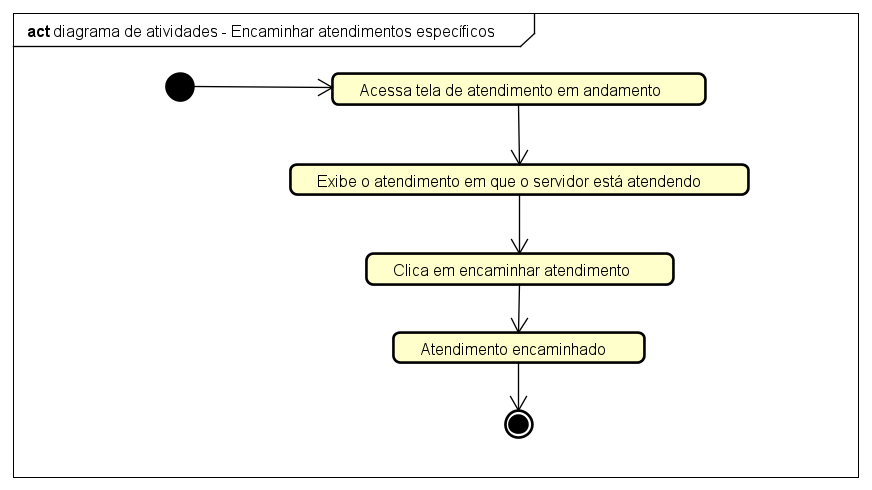 act diagrama de atividades - Encaminhar atendimentos específicos
Acessa tela de atendimento em andamento
Exibe o atendimento em que o servidor está atendendo
Clica em encaminhar atendimento
Atendimento encaminhado